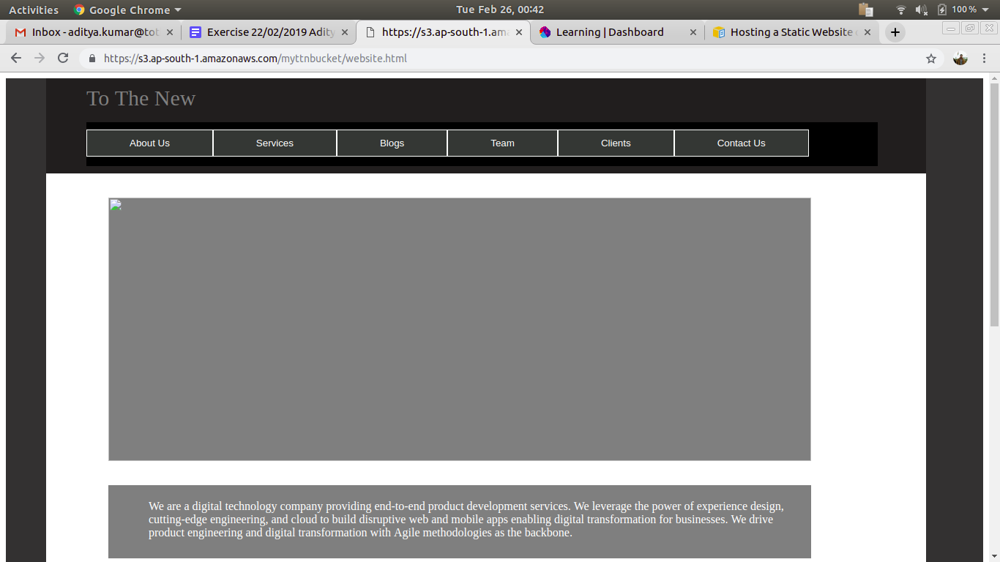 Activities Google Chrome Tue Feb 26, 00:42 100 %
Inbox - aditya.kumar@tot Exercise 22/02/2019 Adity https://s3.ap-south-1.ama Learning | Dashboard Hosting a Static Website
https://s3.ap-south-1.amazonaws.com/myttnbucket/website.html
To The New
About Us Services Blogs Team Clients Contact Us
We are a digital technology company providing end-to-end product development services. We leverage the power of experience design,
cutting-edge engineering, and cloud to build disruptive web and mobile apps enabling digital transformation for businesses. We drive
product engineering and digital transformation with Agile methodologies as the backbone.